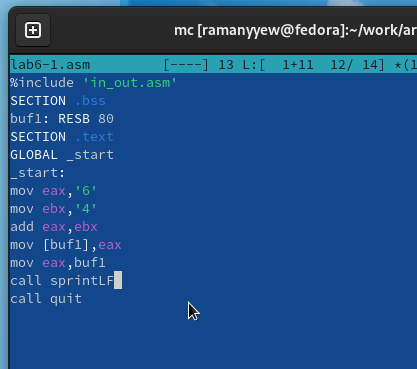 mc [ramanyyew@fedora]:~/work/ar
lab6-1.asm [----] 13 L:[ 1+11 12/ 14] *(1
%include 'in_out.asm'
SECTION .bss
buf1: RESB 80
SECTION .text
GLOBAL _start
_start:
mov eax,'6'
mov ebx,'4'
add eax,ebx
mov [buf1],eax
mov eax,buf1
call sprintLF
call quit